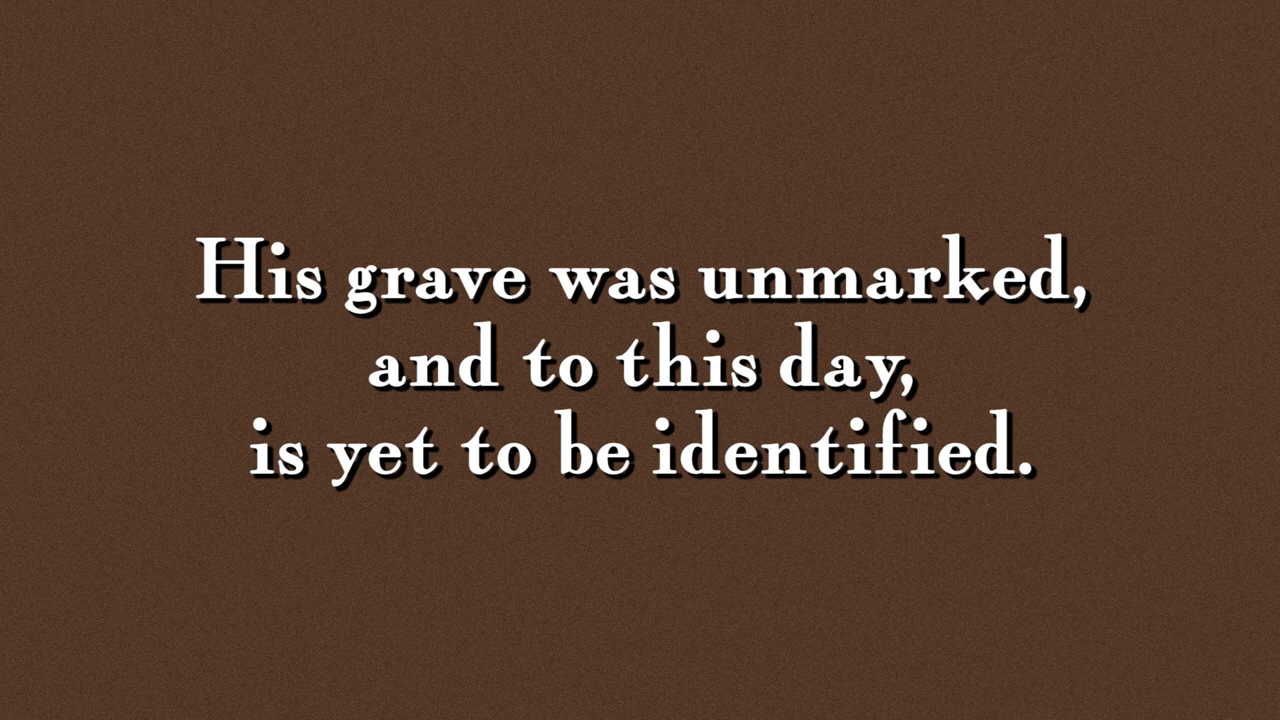 His grave was unmarked,
and to this day,
is yet to be identified.